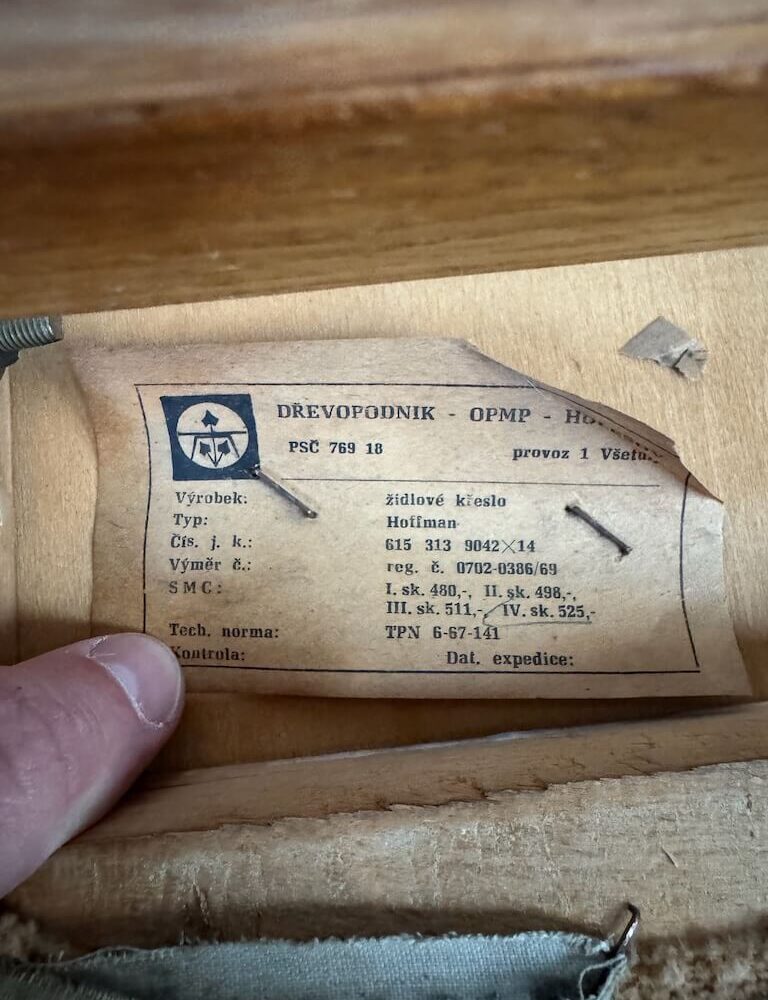 DŘEVOPODNIK - OPMP -
PSČ 769 18 provoz 1
Výrobek: židlové křeslo
Typ: Hoffman
Čís. j. k.: 615 313 9042×14
Výměr č.: reg. č. 0702-0386/69
SMC: I. sk. 480,-, II. sk. 498,-,
III. sk. 511,-, IV. sk. 525,-
Tech. norma: TPN 6-67-141
Kontrola: Dat. expedice: